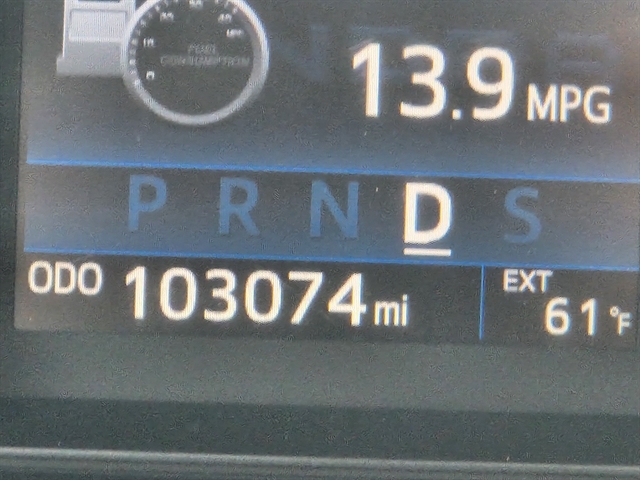 FUEL
CONSUMPTION
13.9 MPG
P R N D S
ODO 103074 mi
EXT
61°F